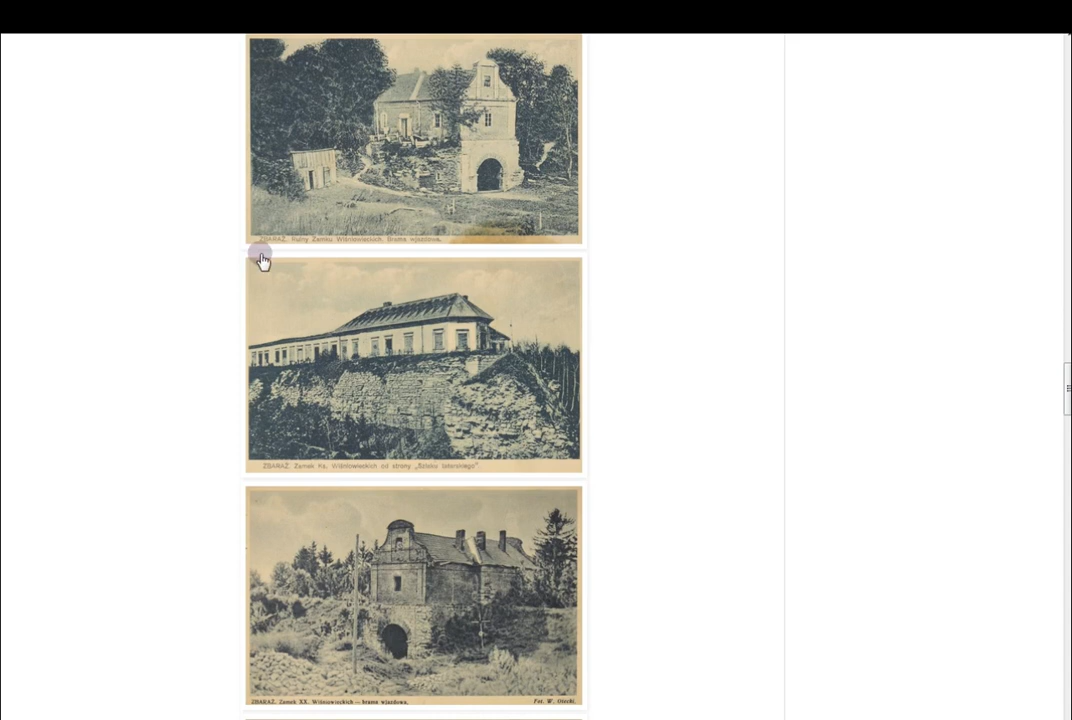 ZBARAŻ. Ruiny Zamku Wiśniowieckich. Brama wjazdowa.
ZBARAŻ. Zamek Ks. Wiśniowieckich od strony „Szlaku tatarskiego”.
ZBARAŻ. Zamek XX. Wiśniowieckich — brama wjazdowa.
Fot. W. Otocki.